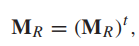 𝐌_R = (𝐌_R)^t,